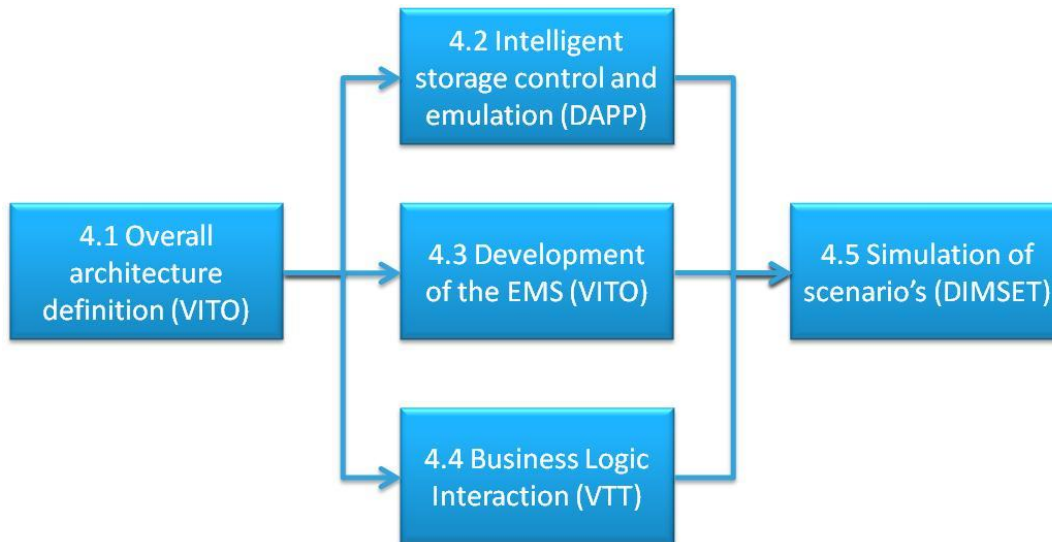 4.2 Intelligent
storage control and
emulation (DAPP)
4.1 Overall
architecture
definition (VITO)
4.3 Development
of the EMS (VITO)
4.5 Simulation of
scenario's (DIMSET)
4.4 Business Logic
Interaction (VTT)